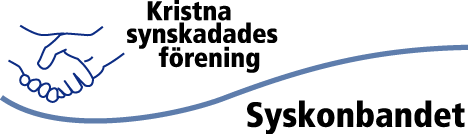 Kristna
synskadades
förening
Syskonbandet